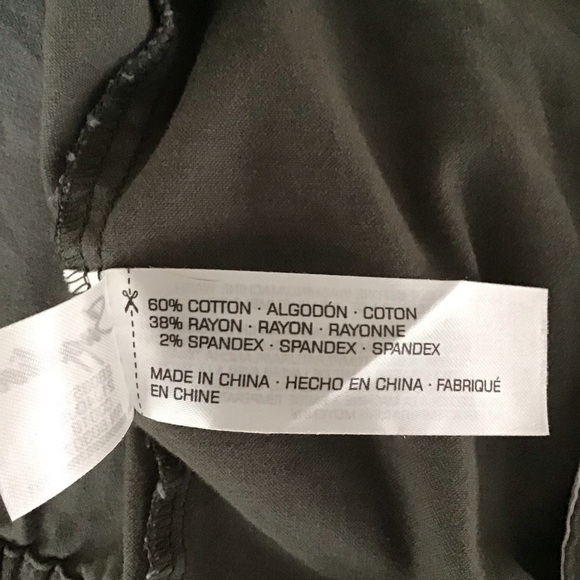 60% COTTON · ALGODÓN · COTON
38% RAYON · RAYON · RAYONNE
2% SPANDEX · SPANDEX · SPANDEX
MADE IN CHINA · HECHO EN CHINA · FABRIQUÉ
EN CHINE